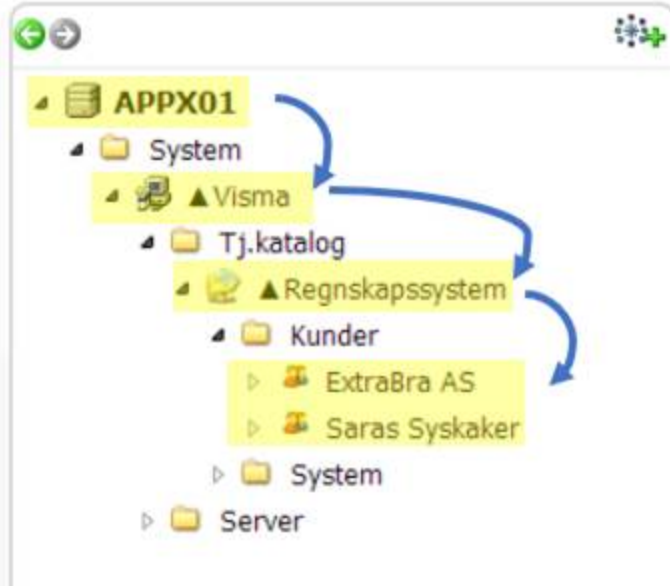 APPX01
System
▲Visma
Tj.katalog
▲Regnskapssystem
Kunder
ExtraBra AS
Saras Syskaker
System
Server